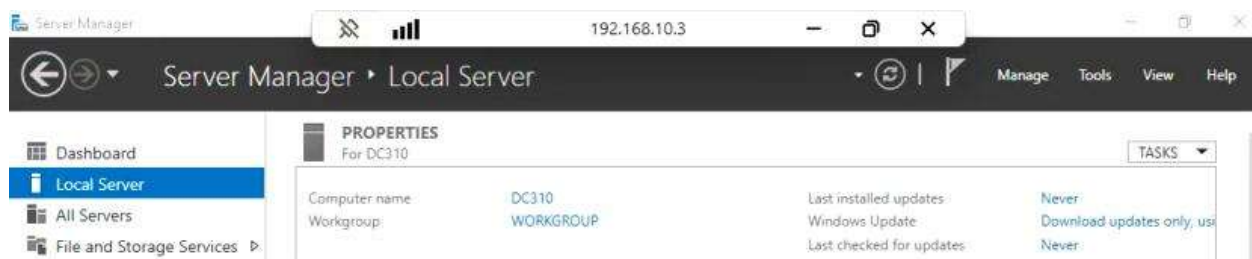 Server Manager
192.168.10.3
Server Manager ‣ Local Server
Manage Tools View Help
Dashboard
Local Server
All Servers
File and Storage Services
PROPERTIES
For DC310
TASKS
Computer name DC310
Workgroup WORKGROUP
Last installed updates Never
Windows Update Download updates only, usi
Last checked for updates Never